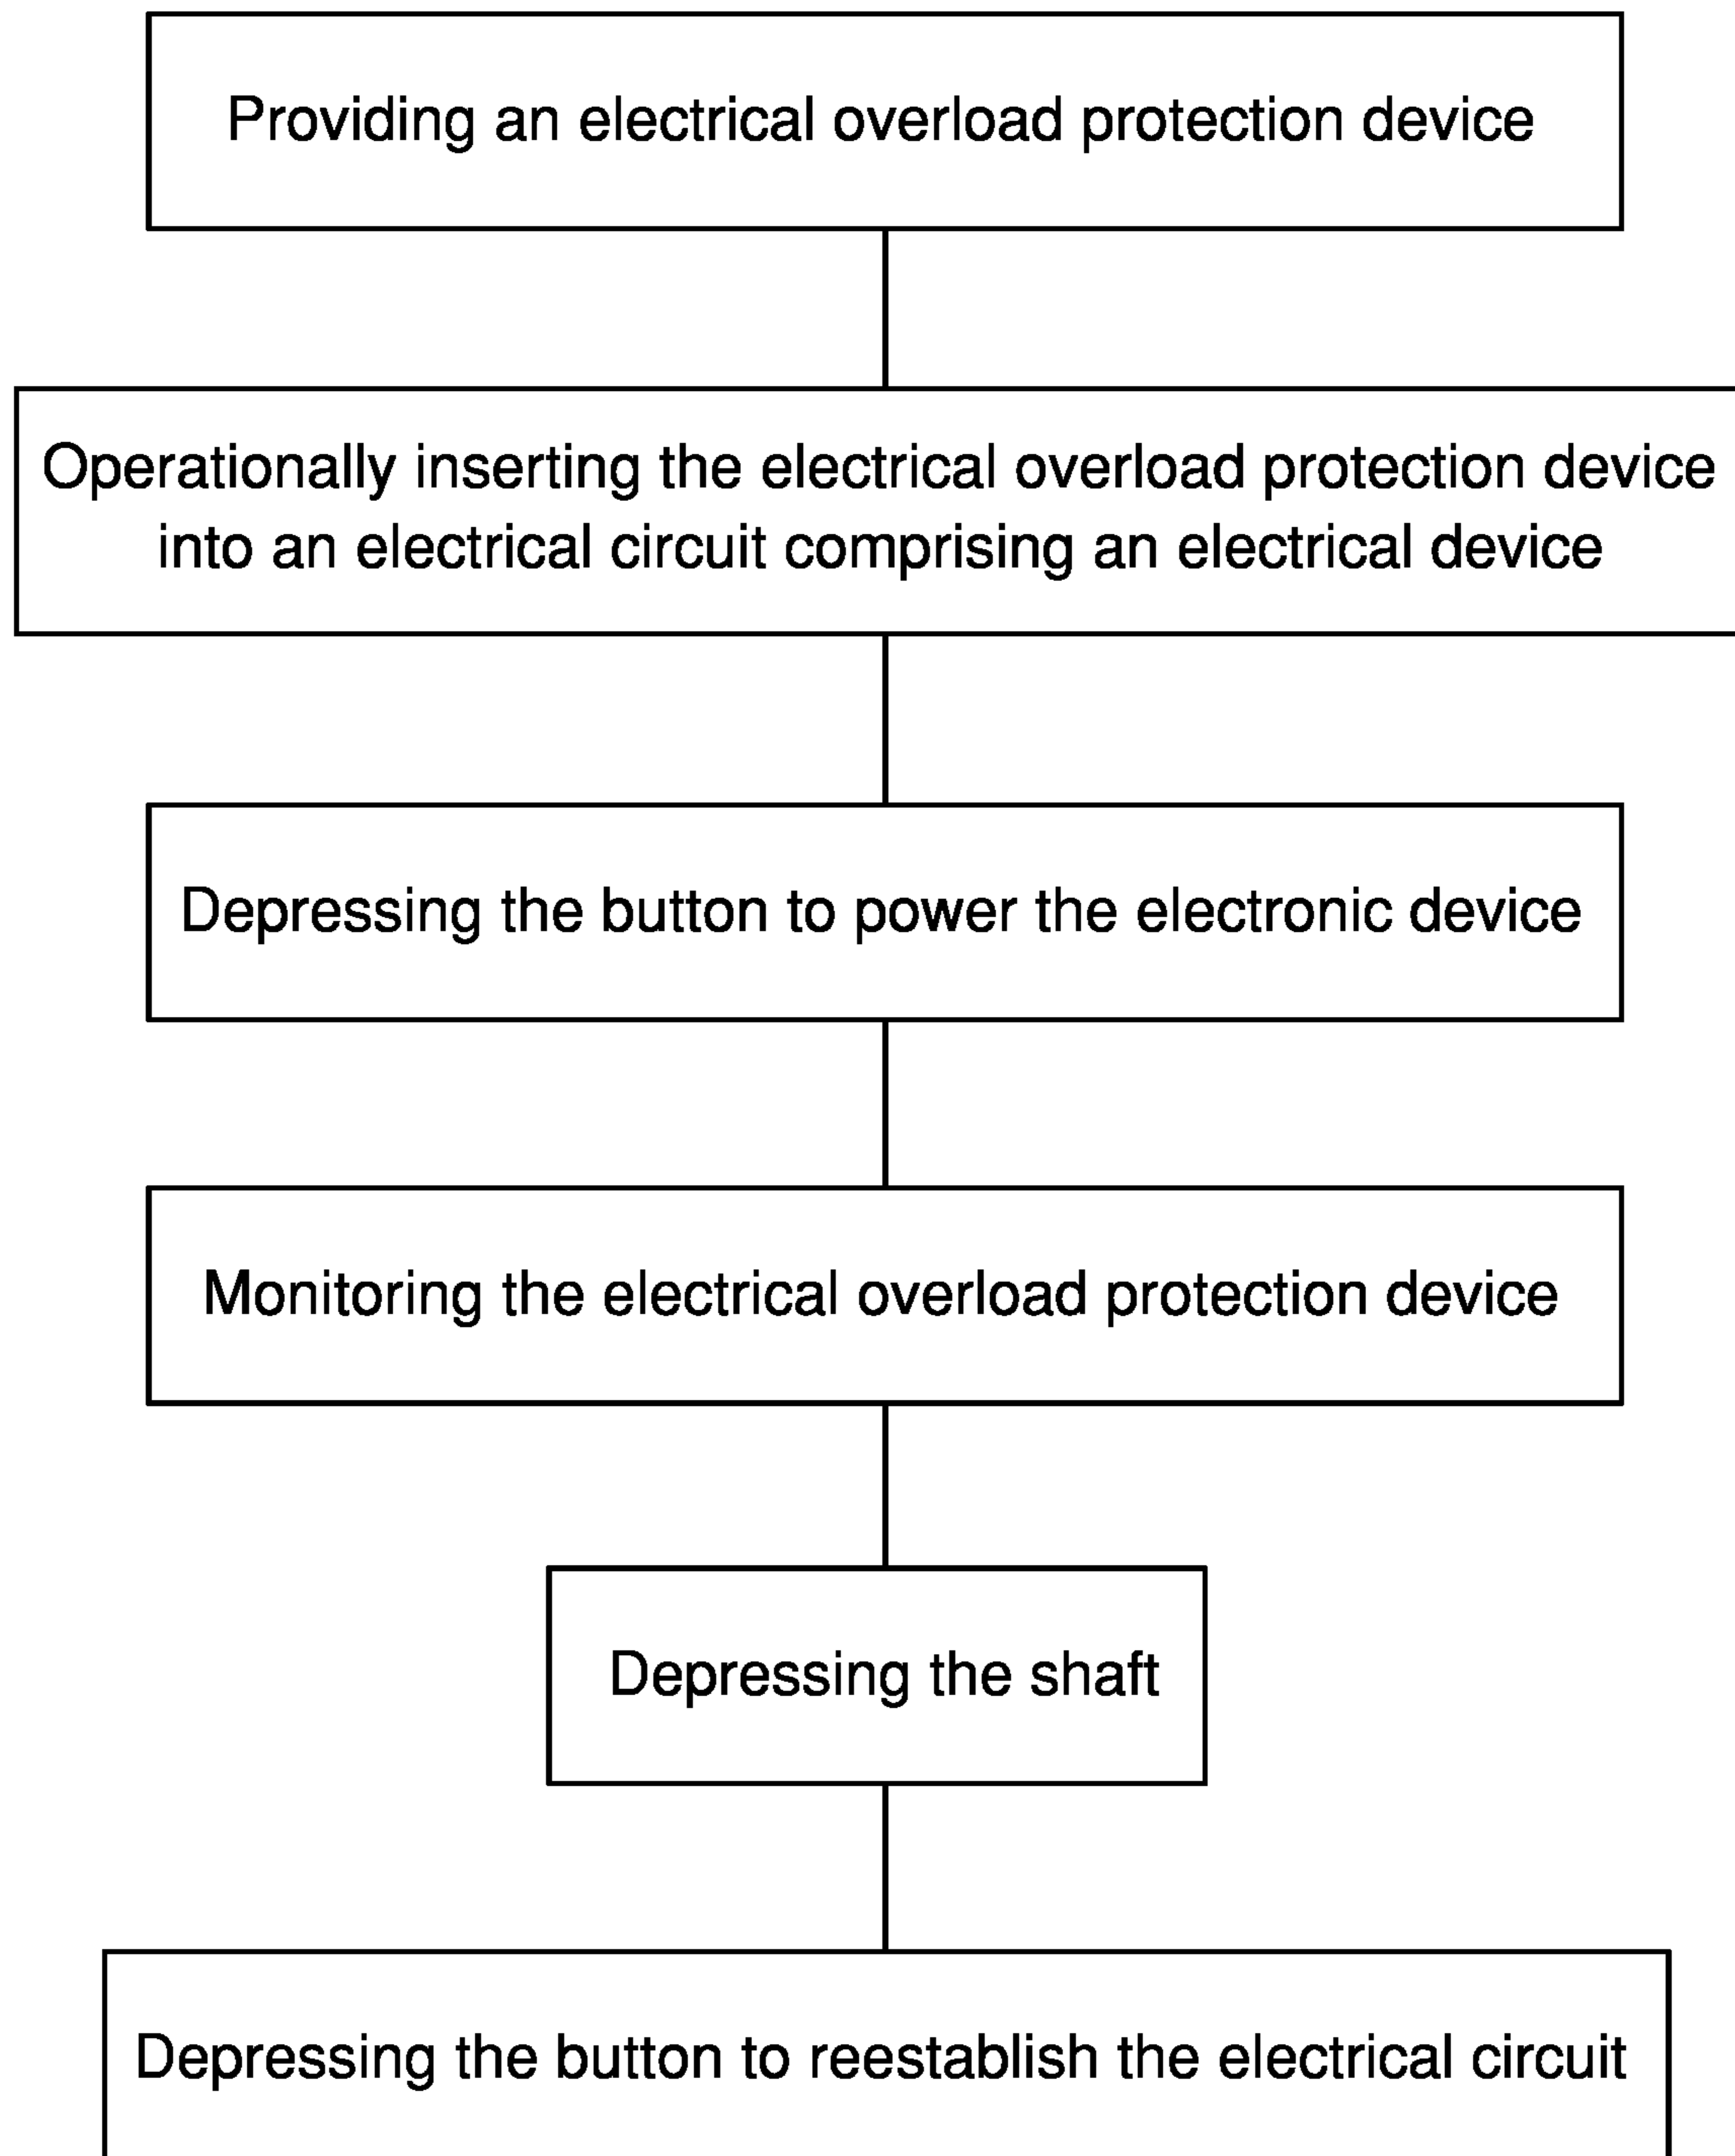 Providing an electrical overload protection device
Operationally inserting the electrical overload protection device
into an electrical circuit comprising an electrical device
Depressing the button to power the electronic device
Monitoring the electrical overload protection device
Depressing the shaft
Depressing the button to reestablish the electrical circuit